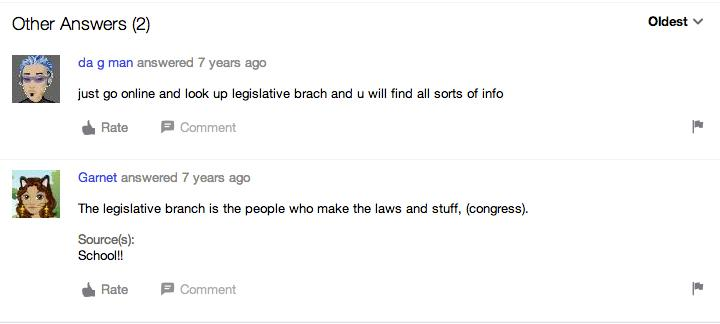 Other Answers (2)
Oldest
da g man answered 7 years ago
just go online and look up legislative brach and u will find all sorts of info
Rate Comment
Garnet answered 7 years ago
The legislative branch is the people who make the laws and stuff, (congress).
Source(s):
School!!
Rate Comment